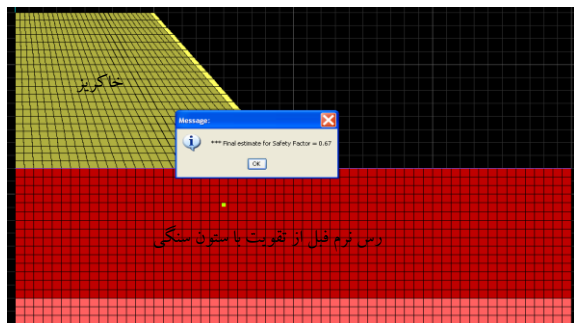 خاکریز
Message:
*** Final estimate for Safety Factor = 0.67
OK
رس نرم قبل از تقویت با ستون سنگی